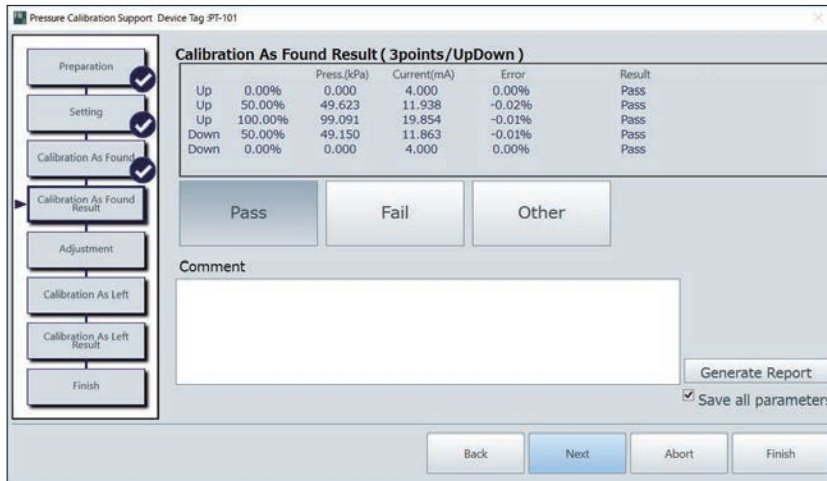 Pressure Calibration Support Device Tag :PT-101
Preparation
Setting
Calibration As Found
Calibration As Found
Result
Adjustment
Calibration As Left
Calibration As Left
Result
Finish
Calibration As Found Result ( 3points/UpDown )
Press.(kPa) Current(mA) Error Result
Up 0.00% 0.000 4.000 0.00% Pass
Up 50.00% 49.623 11.938 -0.02% Pass
Up 100.00% 99.091 19.854 -0.01% Pass
Down 50.00% 49.150 11.863 -0.01% Pass
Down 0.00% 0.000 4.000 0.00% Pass
Pass Fail Other
Comment
Generate Report
Save all parameters
Back Next Abort Finish